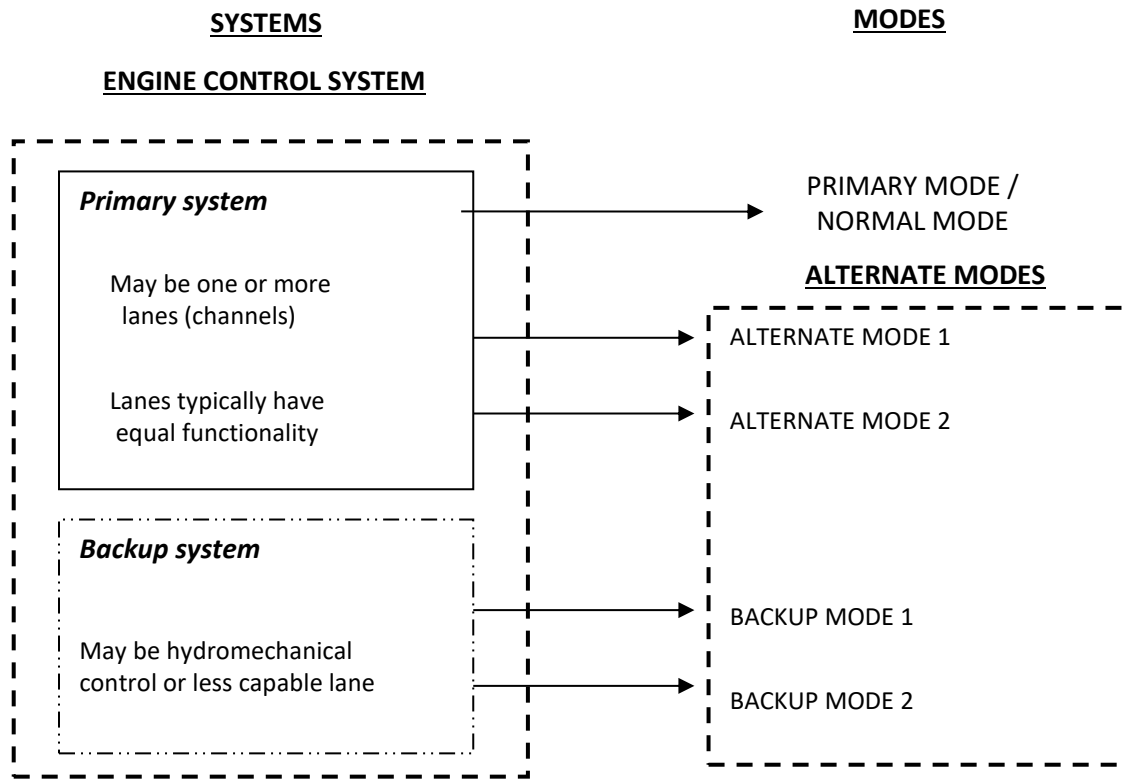 SYSTEMS
MODES
ENGINE CONTROL SYSTEM
Primary system
May be one or more
lanes (channels)
Lanes typically have
equal functionality
PRIMARY MODE /
NORMAL MODE
ALTERNATE MODES
ALTERNATE MODE 1
ALTERNATE MODE 2
Backup system
May be hydromechanical
control or less capable lane
BACKUP MODE 1
BACKUP MODE 2